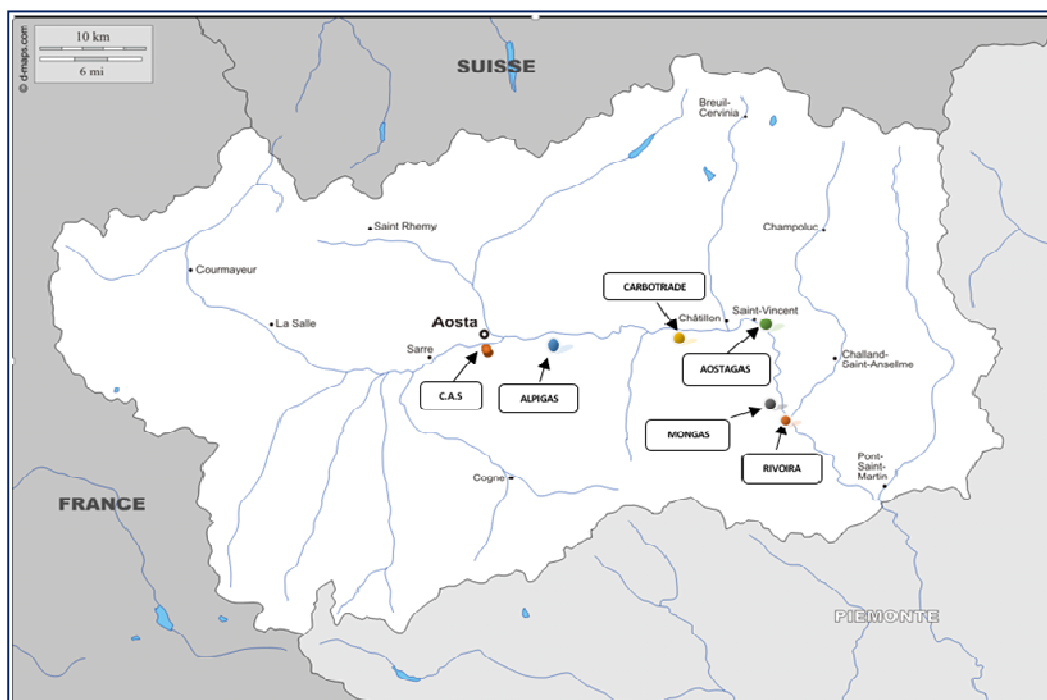 © d-maps.com
10 km
6 mi
SUISSE
Breuil-
Cervinia
Saint Rhemy
Champoluc
Courmayeur
CARBOTRIADE
La Salle
Aosta
Châtillon
Saint-Vincent
Sarre
Challand-
Saint-Anselme
AOSTAGAS
C.A.S
ALPIGAS
MONGAS
RIVOIRA
Pont-
Saint-
Martin
Cogne
FRANCE
PIEMONTE